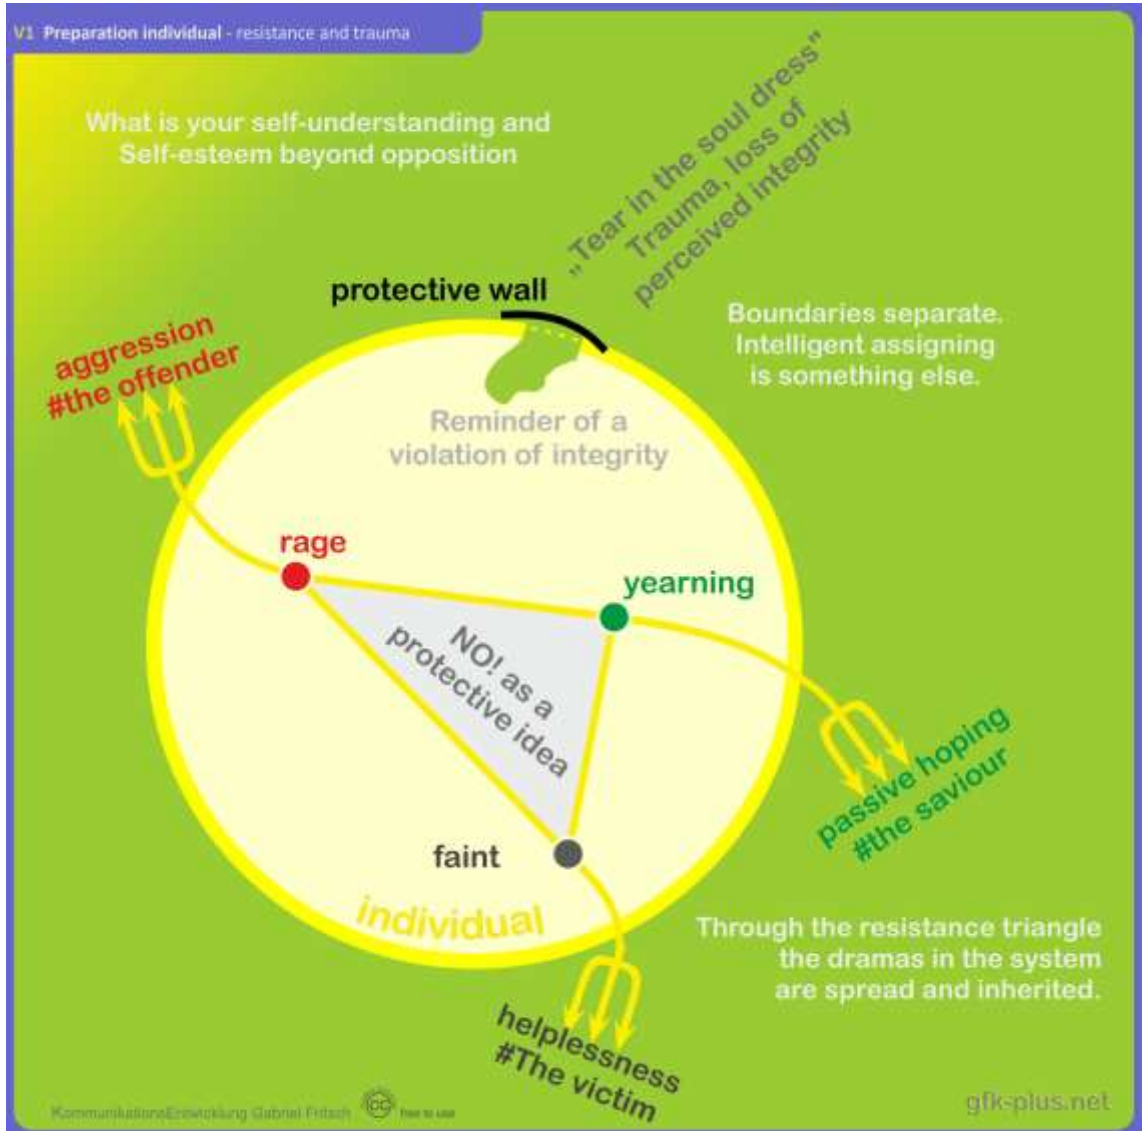 V1 Preparation individual - resistance and trauma
What is your self-understanding and
Self-esteem beyond opposition
„Tear in the soul dress”
Trauma, loss of
perceived integrity
protective wall
Boundaries separate.
Intelligent assigning
is something else.
aggression
#the offender
Reminder of a
violation of integrity
rage
yearning
NO! as a
protective idea
passive hoping
#the saviour
faint
individual
Through the resistance triangle
the dramas in the system
are spread and inherited.
helplessness
#The victim
KommunikationsEntwicklung Gabriel Fritsch cc free to use
gfk-plus.net